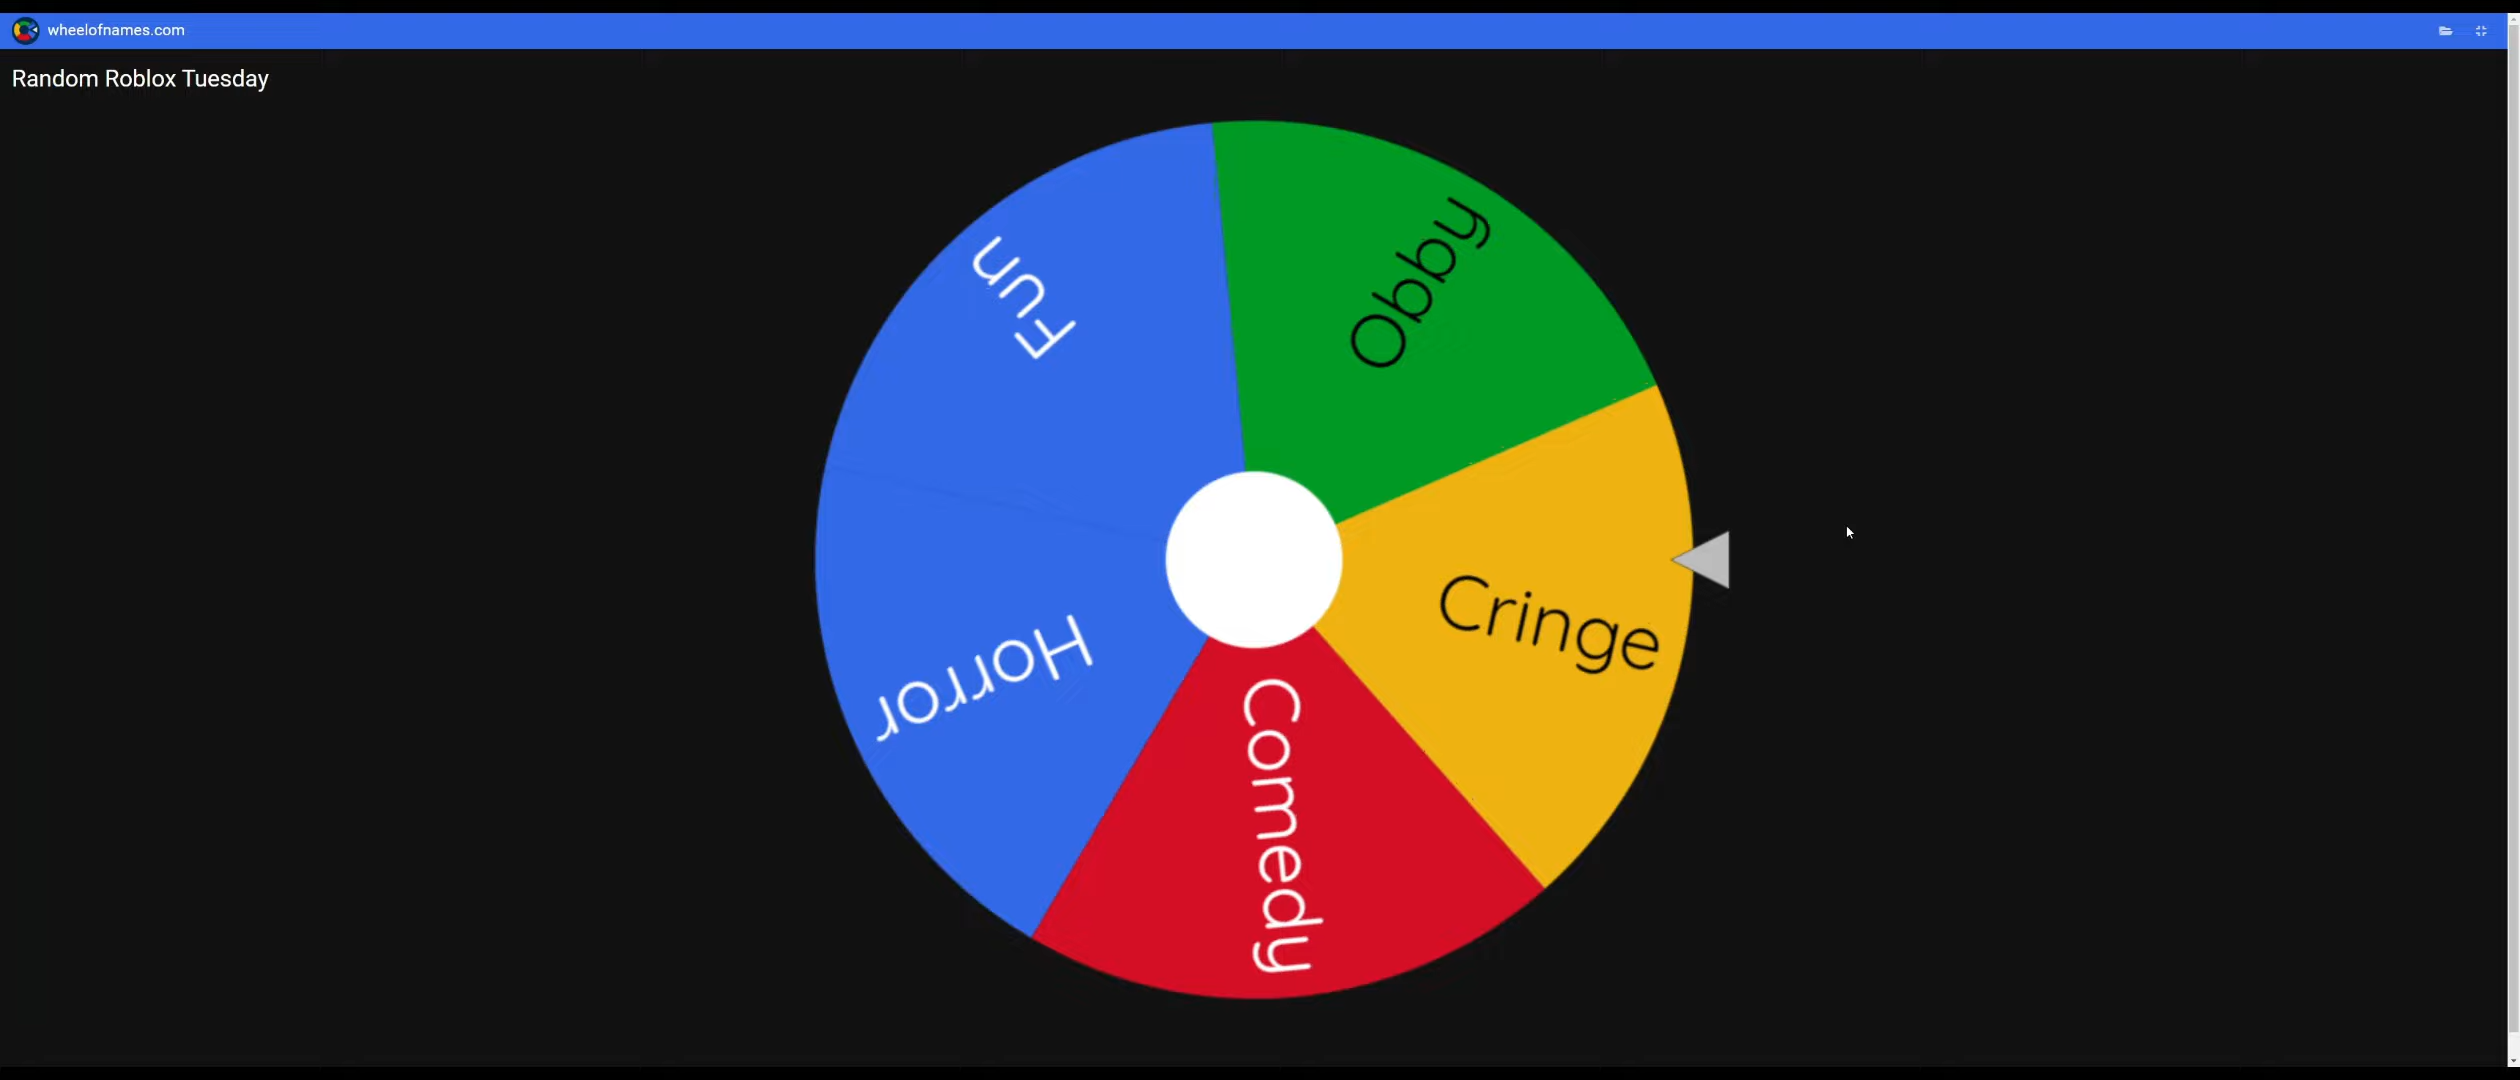 wheelofnames.com
Random Roblox Tuesday
Fun
Obby
Cringe
Horror
Comedy